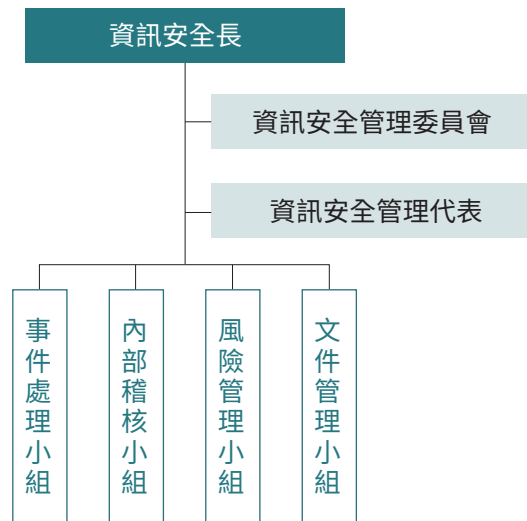 資訊安全長
資訊安全管理委員會
資訊安全管理代表
事件處理小組
內部稽核小組
風險管理小組
文件管理小組